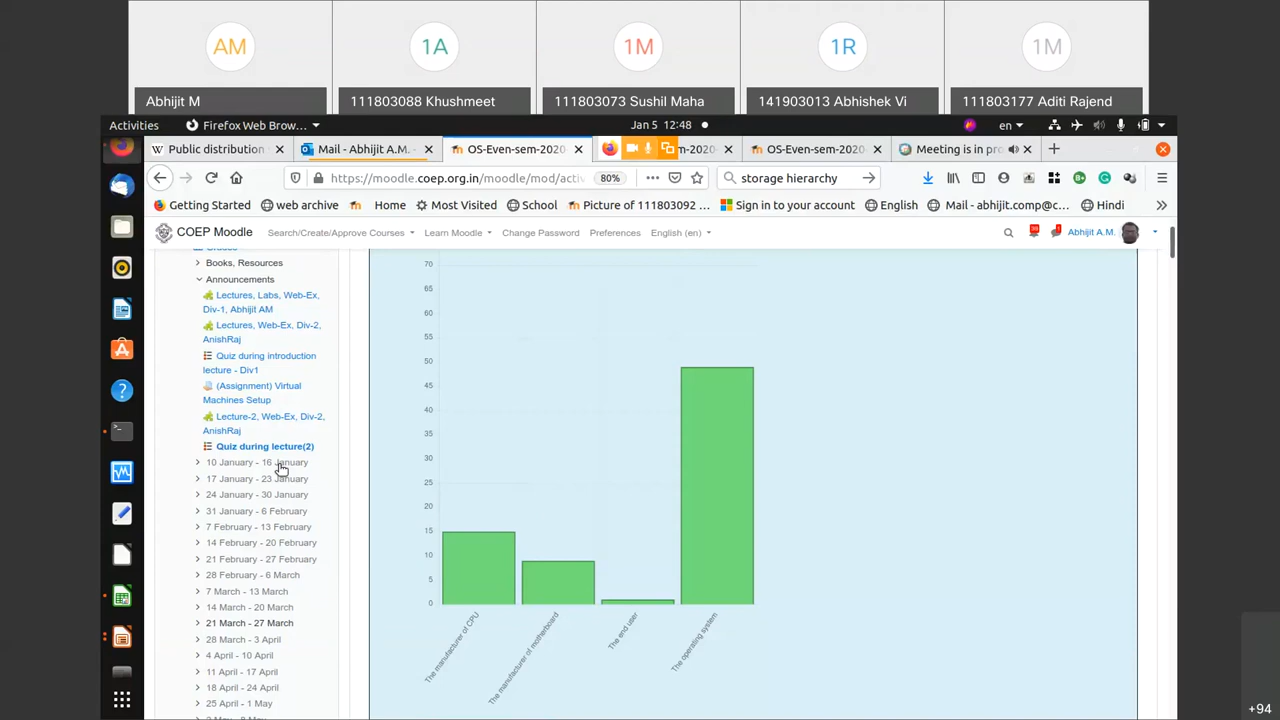 AM
1A
1M
1R
1M
Abhijit M
111803088 Khushmeet
111803073 Sushil Maha
141903013 Abhishek Vi
111803177 Aditi Rajend
Activities
Firefox Web Brow...
Jan 5 12:48
en
Public distribution
Mail - Abhijit A.M. -
OS-Even-sem-2020
m-2020-
OS-Even-sem-2020
Meeting is in pro
https://moodle.coep.org.in/moodle/mod/activ
80%
storage hierarchy
Getting Started
web archive
Home
Most Visited
School
Picture of 111803092 ...
Sign in to your account
English
Mail - abhijit.comp@c...
Hindi
COEP Moodle
Search/Create/Approve Courses
Learn Moodle
Change Password
Preferences
English (en)
Abhijit A.M.
Books, Resources
Announcements
Lectures, Labs, Web-Ex,
Div-1, Abhijit AM
Lectures, Web-Ex, Div-2,
AnishRaj
Quiz during introduction
lecture - Div1
(Assignment) Virtual
Machines Setup
Lecture-2, Web-Ex, Div-2,
AnishRaj
Quiz during lecture(2)
10 January - 16 January
17 January - 23 January
24 January - 30 January
31 January - 6 February
7 February - 13 February
14 February - 20 February
21 February - 27 February
28 February - 6 March
7 March - 13 March
14 March - 20 March
21 March - 27 March
28 March - 3 April
4 April - 10 April
11 April - 17 April
18 April - 24 April
25 April - 1 May
70
65
60
55
50
45
40
35
30
25
20
15
10
5
0
The manufacturer of CPU
The manufacturer of motherboard
The end user
The operating system
+94